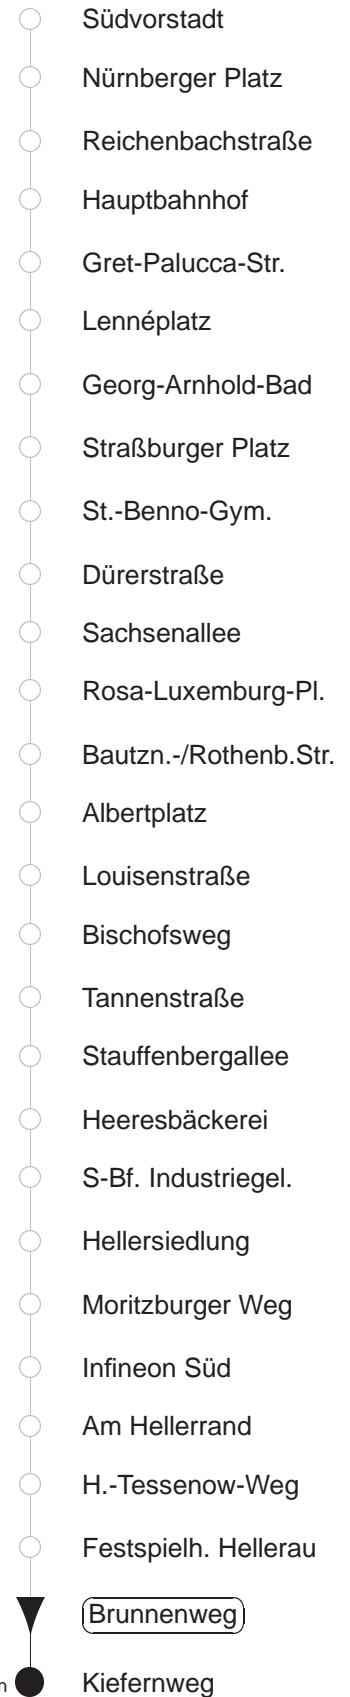 Südvorstadt
Nürnberger Platz
Reichenbachstraße
Hauptbahnhof
Gret-Palucca-Str.
Lennéplatz
Georg-Arnhold-Bad
Straßburger Platz
St.-Benno-Gym.
Dürerstraße
Sachsenallee
Rosa-Luxemburg-Pl.
Bautzn.-/Rothenb.Str.
Albertplatz
Louisenstraße
Bischofsweg
Tannenstraße
Stauffenbergallee
Heeresbäckerei
S-Bf. Industriegel.
Hellersiedlung
Moritzburger Weg
Infineon Süd
Am Hellerrand
H.-Tessenow-Weg
Festspielh. Hellerau
Brunnenweg
Kiefernweg